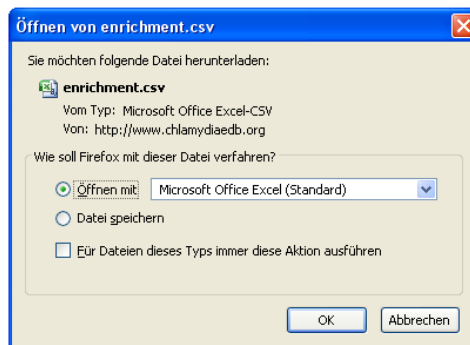 Öffnen von enrichment.csv
Sie möchten folgende Datei herunterladen:
enrichment.csv
Vom Typ: Microsoft Office Excel-CSV
Von: http://www.chlamydiaedb.org
Wie soll Firefox mit dieser Datei verfahren?
Öffnen mit Microsoft Office Excel (Standard)
Datei speichern
Für Dateien dieses Typs immer diese Aktion ausführen
OK Abbrechen